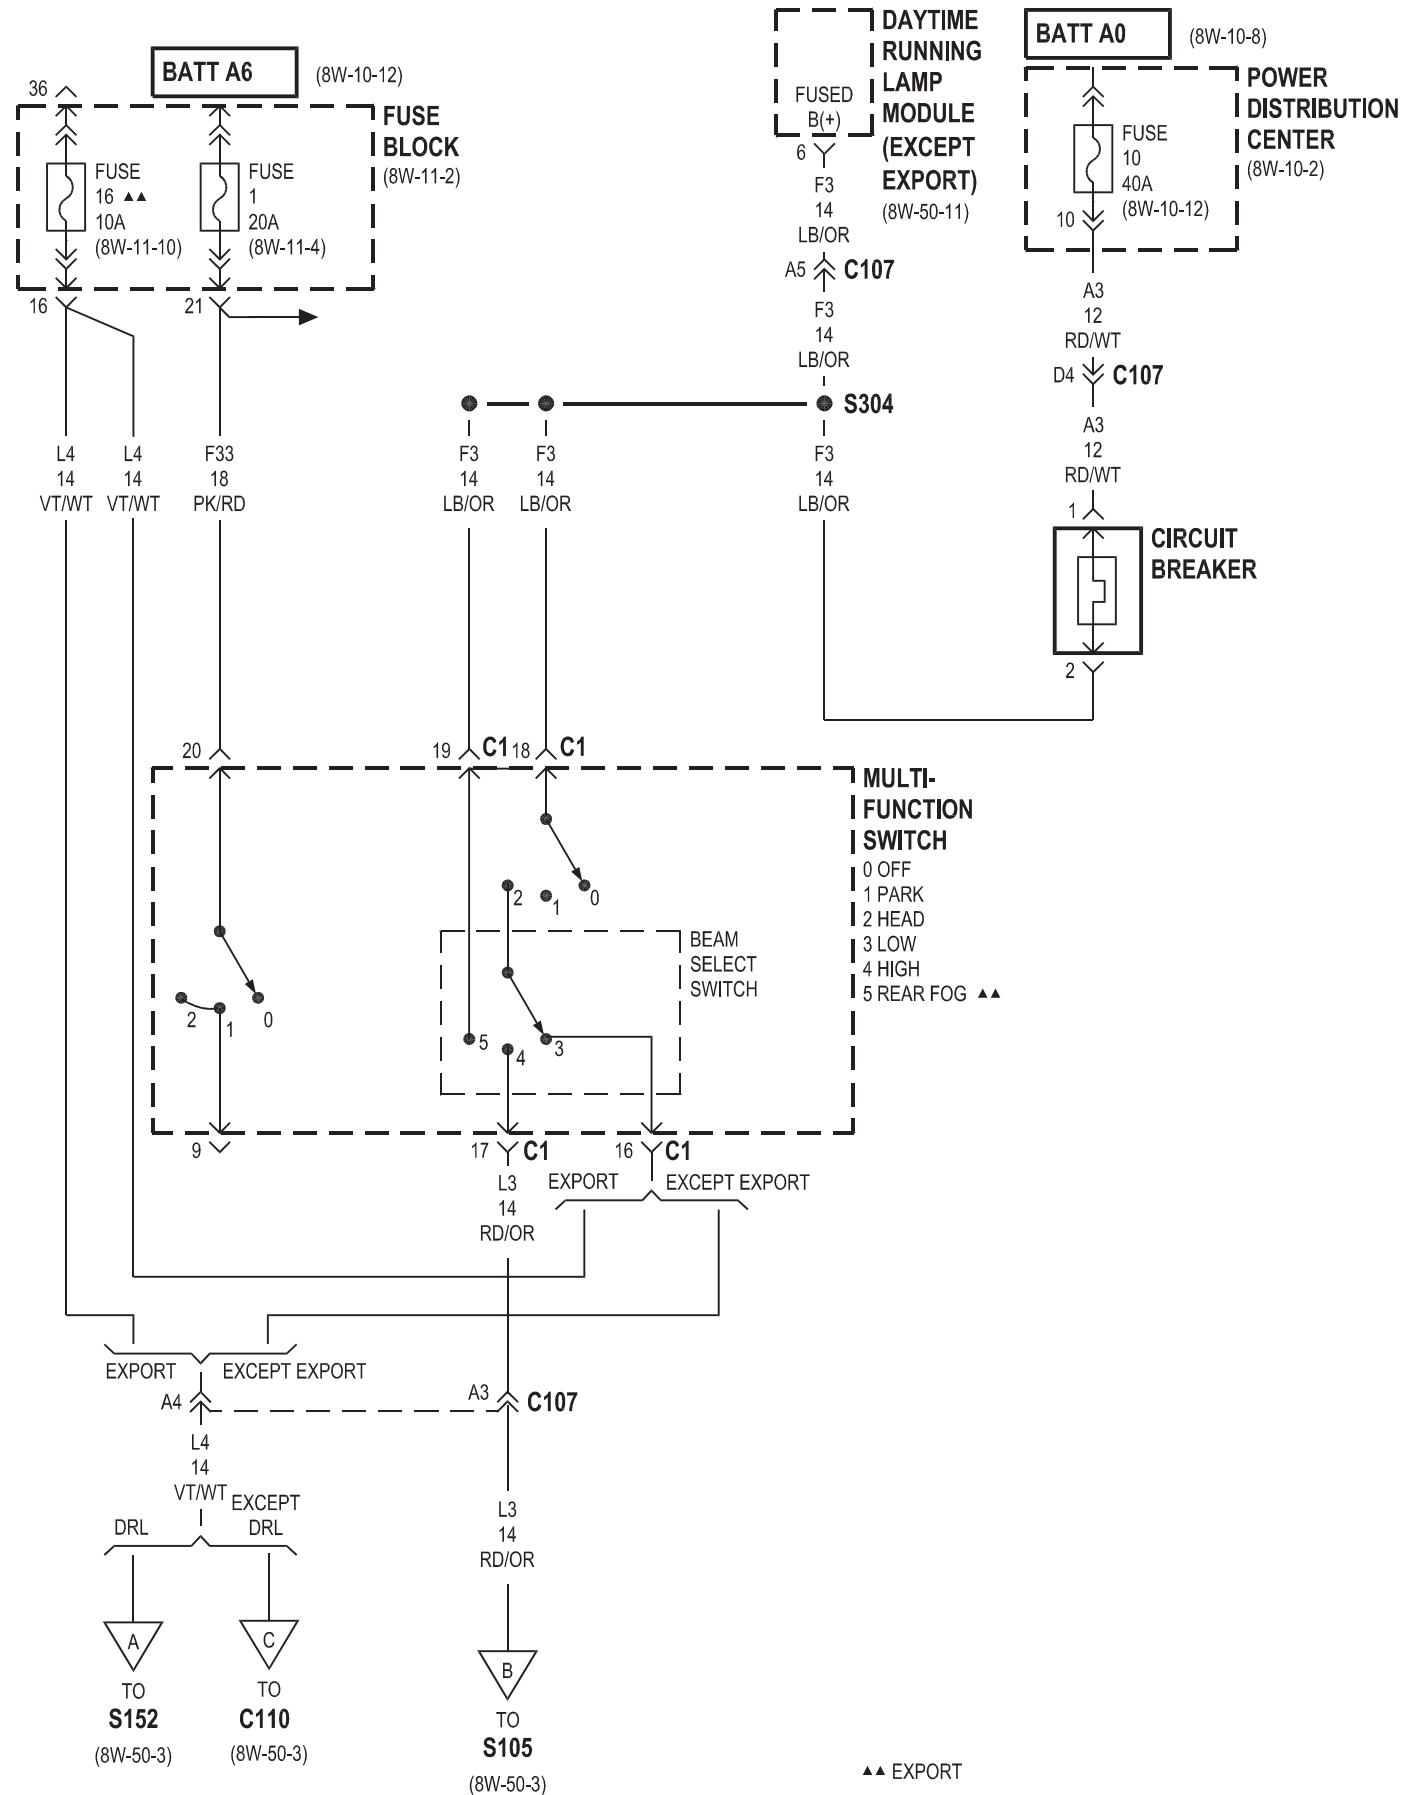 BATT A6
(8W-10-12)
36
FUSE
BLOCK
(8W-11-2)
FUSE
16 ▲▲
10A
(8W-11-10)
FUSE
1
20A
(8W-11-4)
16
21
DAYTIME
RUNNING
LAMP
MODULE
(EXCEPT
EXPORT)
(8W-50-11)
FUSED
B(+)
6
F3
14
LB/OR
A5
C107
F3
14
LB/OR
S304
BATT A0
(8W-10-8)
POWER
DISTRIBUTION
CENTER
(8W-10-2)
FUSE
10
40A
(8W-10-12)
10
A3
12
RD/WT
D4
C107
A3
12
RD/WT
1
CIRCUIT
BREAKER
2
L4
14
VT/WT
L4
14
VT/WT
F33
18
PK/RD
F3
14
LB/OR
F3
14
LB/OR
F3
14
LB/OR
20
19
C1
18
C1
MULTI-
FUNCTION
SWITCH
0 OFF
1 PARK
2 HEAD
3 LOW
4 HIGH
5 REAR FOG ▲▲
2
1
0
BEAM
SELECT
SWITCH
2
1
0
5
4
3
9
17
C1
16
C1
L3
14
RD/OR
EXPORT
EXCEPT EXPORT
EXPORT
EXCEPT EXPORT
A4
A3
C107
L4
14
VT/WT
DRL
EXCEPT
DRL
L3
14
RD/OR
A
TO
S152
(8W-50-3)
C
TO
C110
(8W-50-3)
B
TO
S105
(8W-50-3)
▲▲ EXPORT